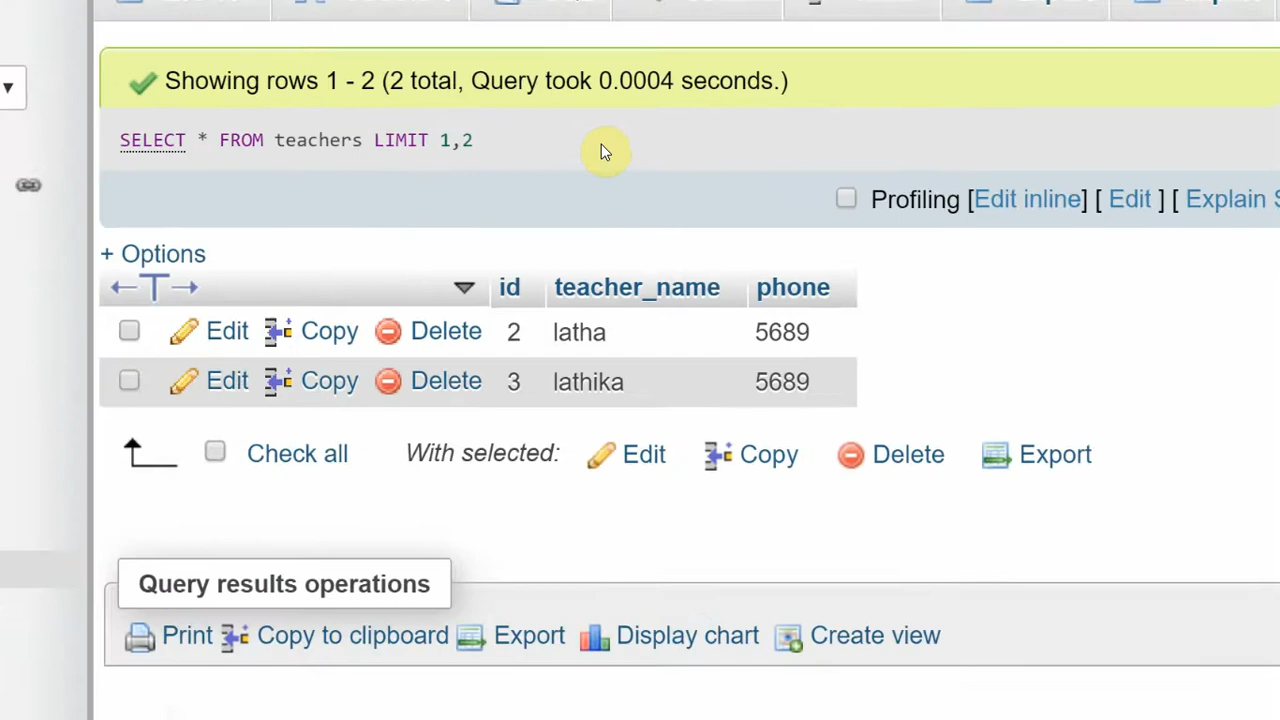 Showing rows 1 - 2 (2 total, Query took 0.0004 seconds.)
SELECT * FROM teachers LIMIT 1,2
Profiling [Edit inline] [ Edit ] [ Explain S
+ Options
id teacher_name phone
Edit Copy Delete 2 latha 5689
Edit Copy Delete 3 lathika 5689
Check all With selected: Edit Copy Delete Export
Query results operations
Print Copy to clipboard Export Display chart Create view